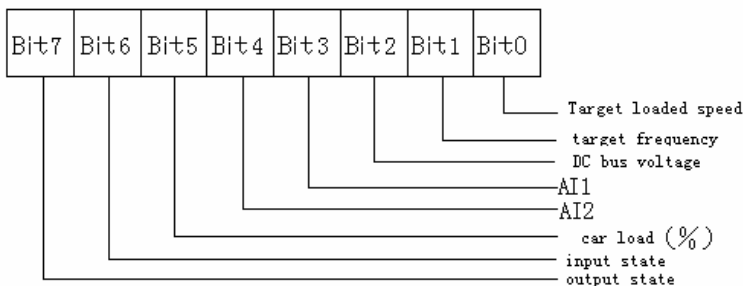 Bit7 Bit6 Bit5 Bit4 Bit3 Bit2 Bit1 Bit0
Target loaded speed
target frequency
DC bus voltage
AI1
AI2
car load (%)
input state
output state